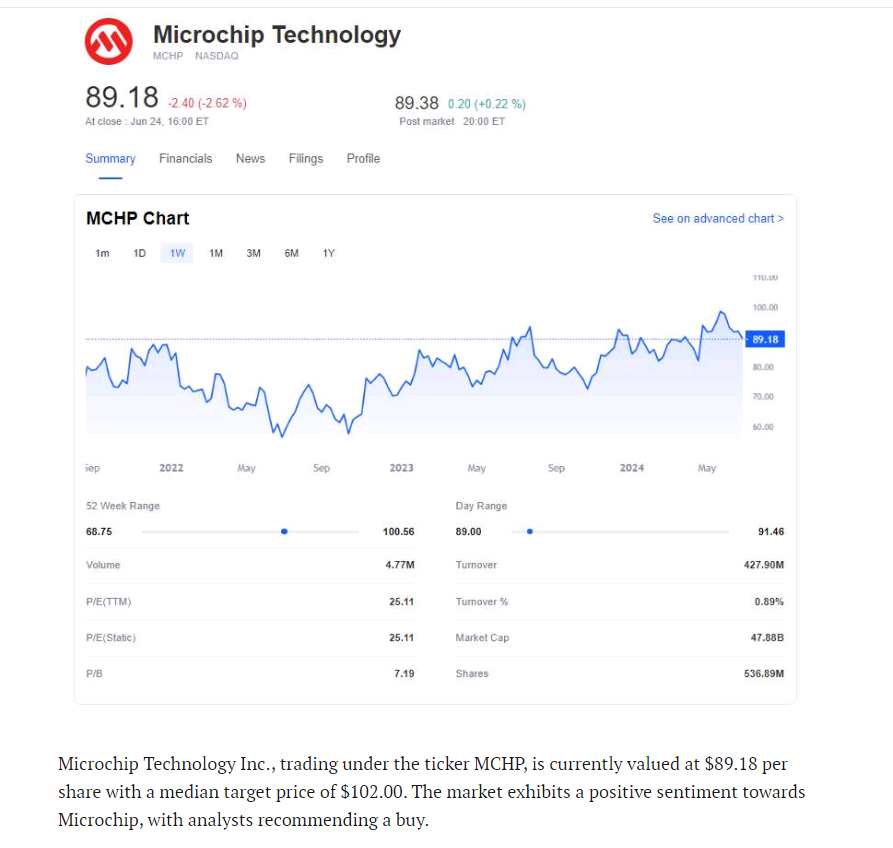 Microchip Technology
MCHP NASDAQ
89.18 -2.40 (-2.62 %)
89.38 0.20 (+0.22 %)
At close : Jun 24, 16:00 ET
Post market 20:00 ET
Summary Financials News Filings Profile
MCHP Chart
See on advanced chart >
1m 1D 1W 1M 3M 6M 1Y
110.00
100.00
89.18
80.00
70.00
60.00
Sep 2022 May Sep 2023 May Sep 2024 May
52 Week Range
Day Range
68.75 100.56
89.00 91.46
Volume 4.77M
Turnover 427.90M
P/E(TTM) 25.11
Turnover % 0.89%
P/E(Static) 25.11
Market Cap 47.88B
P/B 7.19
Shares 536.89M
Microchip Technology Inc., trading under the ticker MCHP, is currently valued at $89.18 per
share with a median target price of $102.00. The market exhibits a positive sentiment towards
Microchip, with analysts recommending a buy.